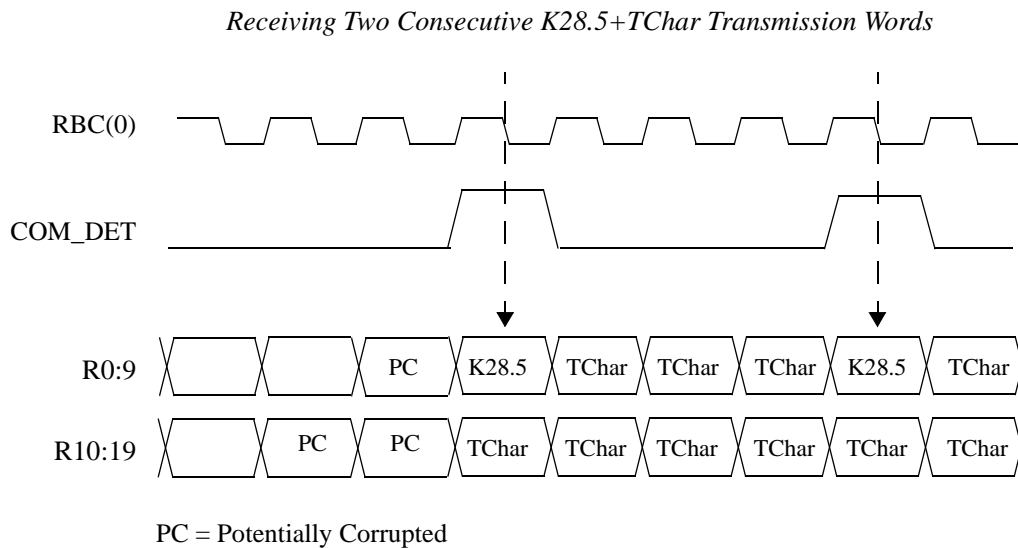 Receiving Two Consecutive K28.5+TChar Transmission Words
RBC(0)
COM_DET
R0:9 PC K28.5 TChar TChar TChar K28.5 TChar
R10:19 PC PC TChar TChar TChar TChar TChar TChar
PC = Potentially Corrupted